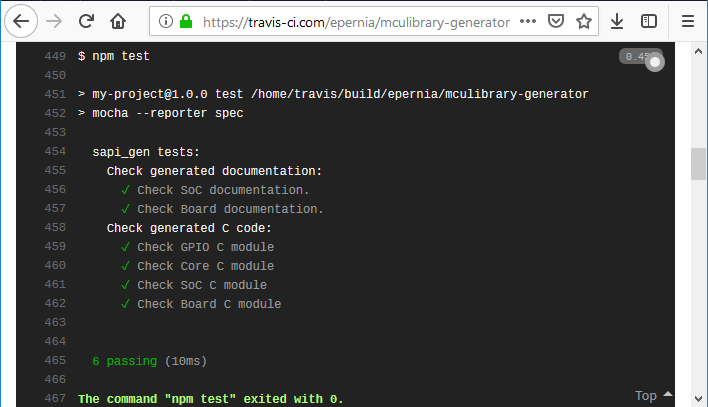 https://travis-ci.com/epernia/mculibrary-generator
449 $ npm test
450
451 > my-project@1.0.0 test /home/travis/build/epernia/mculibrary-generator
452 > mocha --reporter spec
453
454 sapi_gen tests:
455 Check generated documentation:
456 ✓ Check SoC documentation.
457 ✓ Check Board documentation.
458 Check generated C code:
459 ✓ Check GPIO C module
460 ✓ Check Core C module
461 ✓ Check SoC C module
462 ✓ Check Board C module
463
464
465 6 passing (10ms)
466
Top
467 The command "npm test" exited with 0.